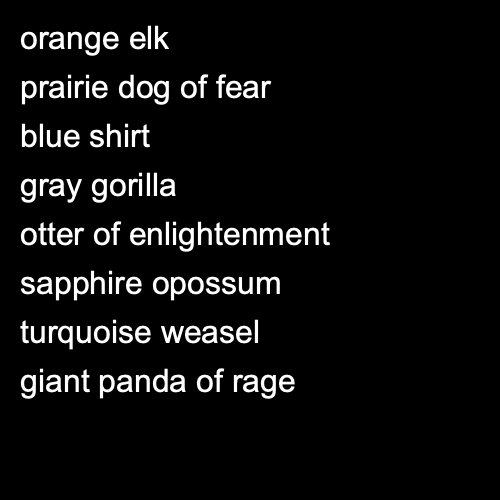 orange elk
prairie dog of fear
blue shirt
gray gorilla
otter of enlightenment
sapphire opossum
turquoise weasel
giant panda of rage